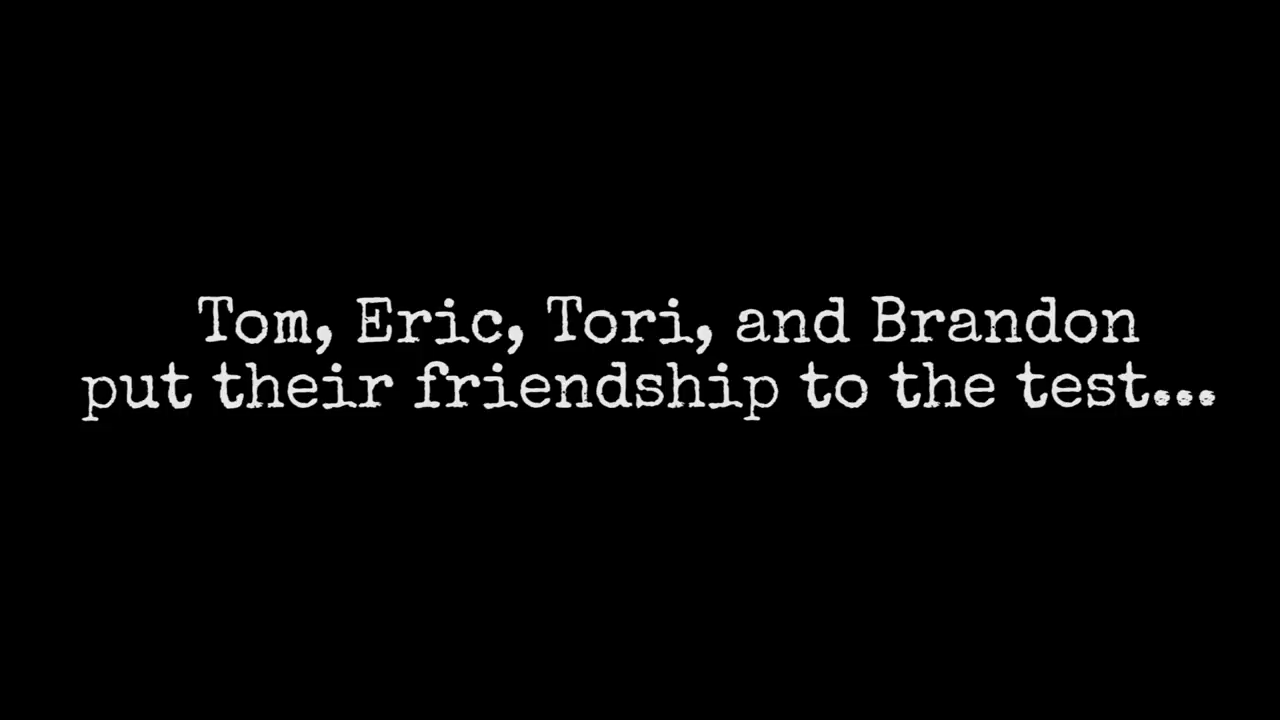 Tom, Eric, Tori, and Brandon
put their friendship to the test...